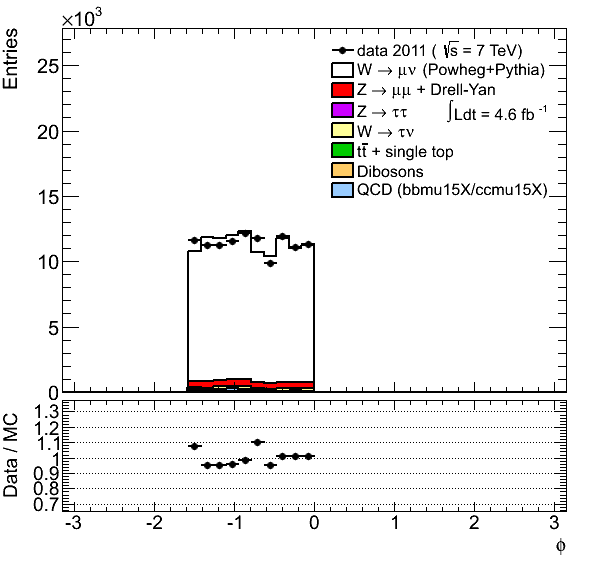 ×10³
Entries
25
20
15
10
5
0
data 2011 ( √s = 7 TeV)
W → μν (Powheg+Pythia)
Z → μμ + Drell-Yan
Z → ττ
∫Ldt = 4.6 fb⁻¹
W → τν
tt̄ + single top
Dibosons
QCD (bbmu15X/ccmu15X)
Data / MC
1.3
1.2
1.1
1
0.9
0.8
0.7
-3 -2 -1 0 1 2 3
ϕ